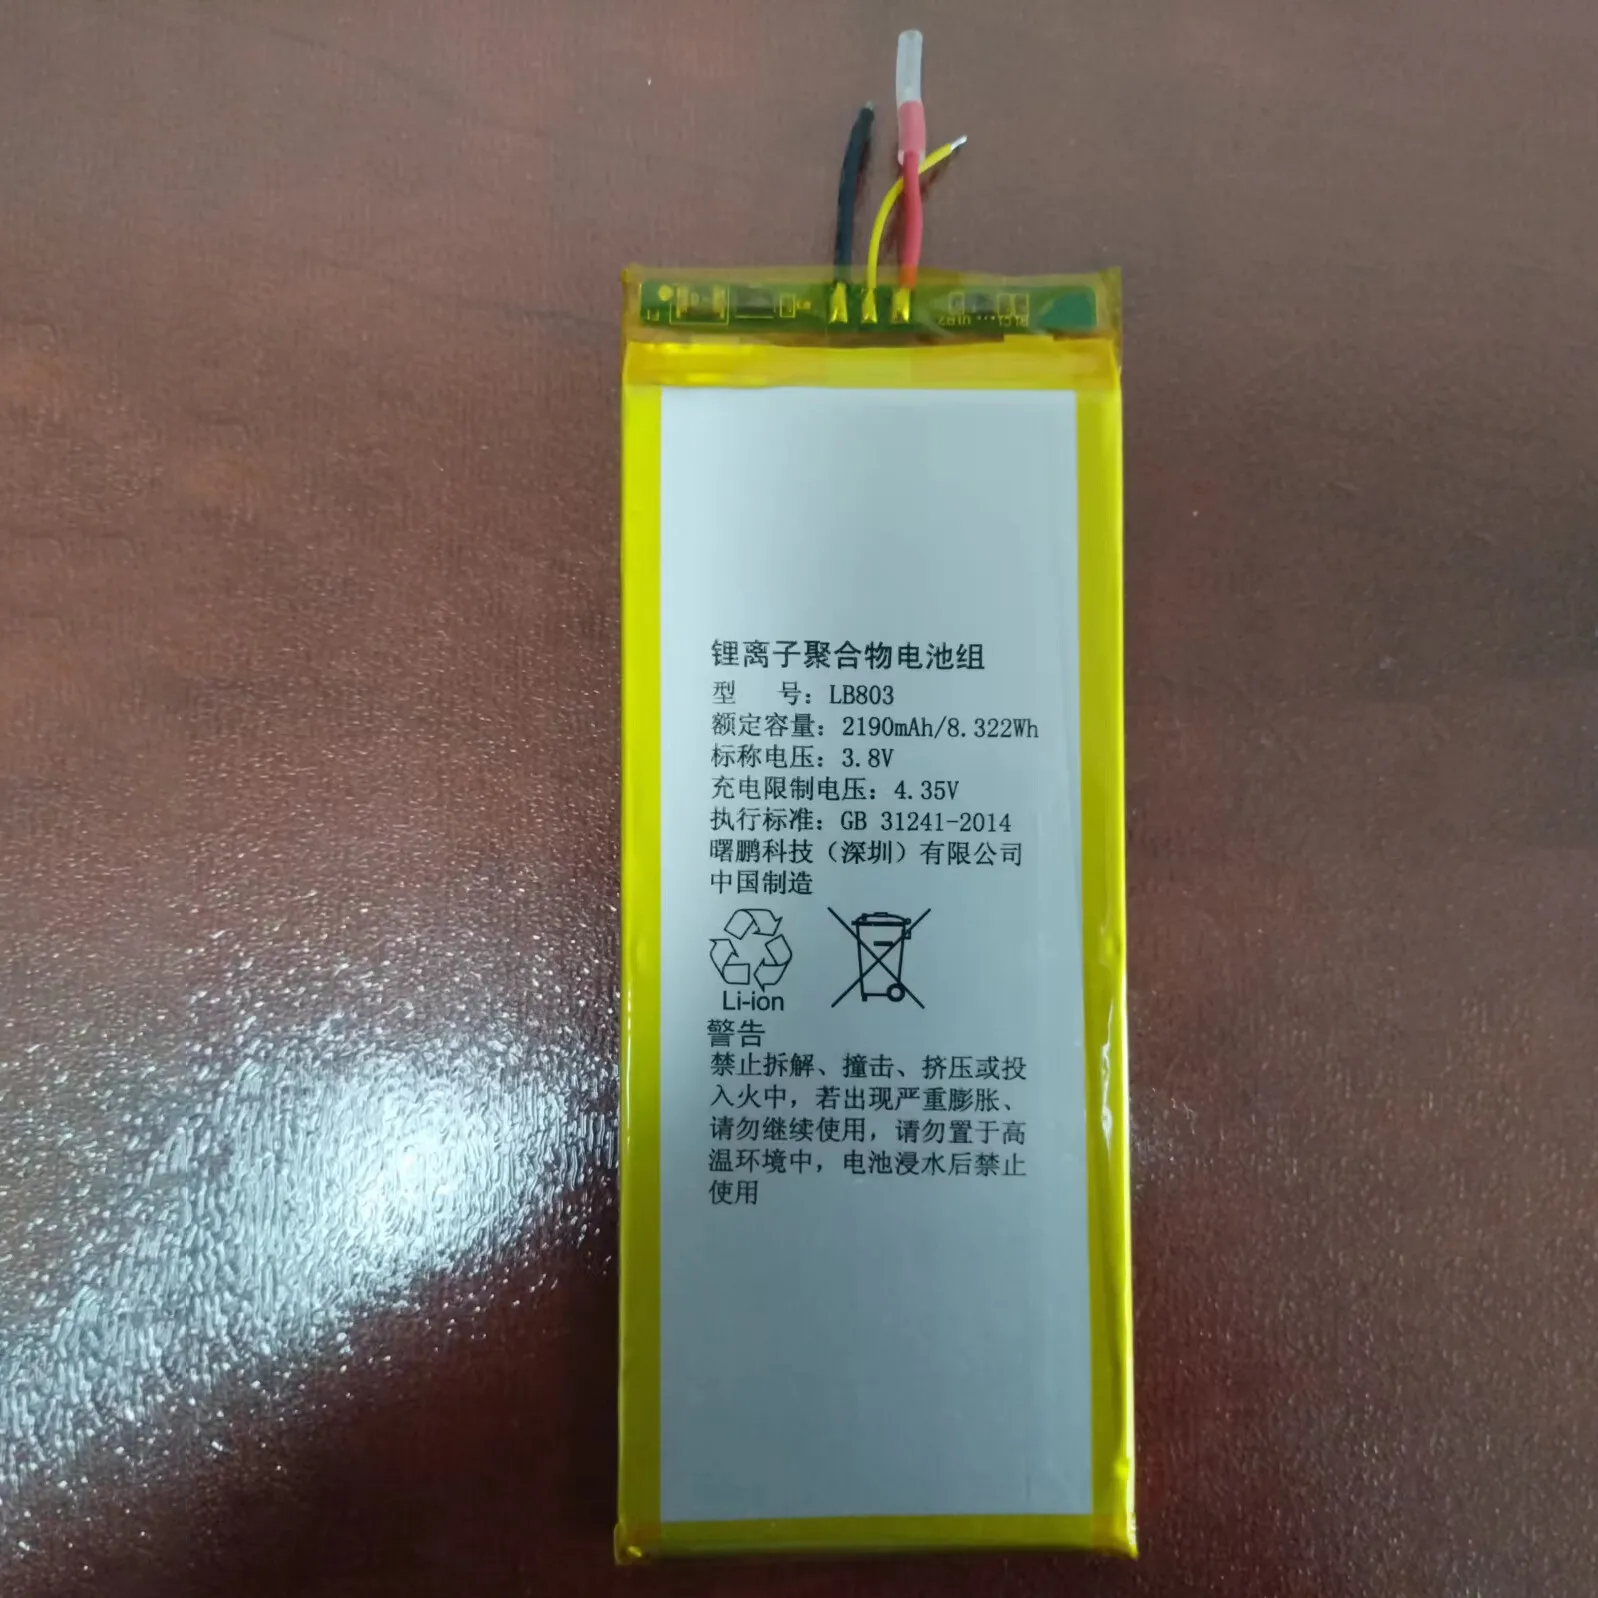 锂离子聚合物电池组
型 号：LB803
额定容量：2190mAh/8.322Wh
标称电压：3.8V
充电限制电压：4.35V
执行标准：GB 31241-2014
曙鹏科技（深圳）有限公司
中国制造
Li-ion
警告
禁止拆解、撞击、挤压或投
入火中，若出现严重膨胀、
请勿继续使用，请勿置于高
温环境中，电池浸水后禁止
使用